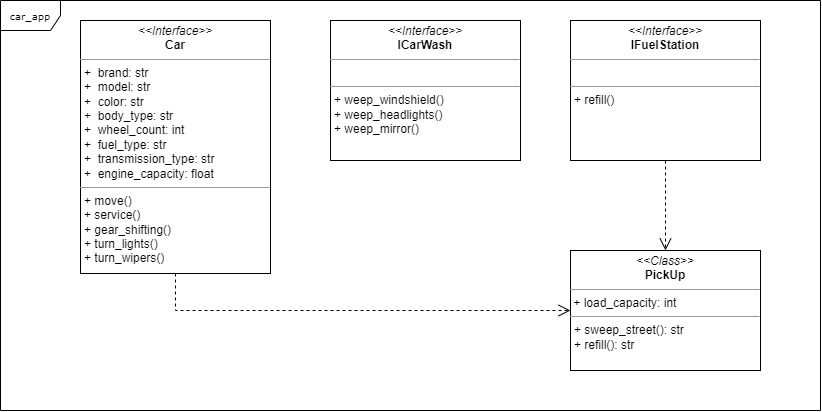 car_app
<<Interface>>
Car
+ brand: str
+ model: str
+ color: str
+ body_type: str
+ wheel_count: int
+ fuel_type: str
+ transmission_type: str
+ engine_capacity: float
+ move()
+ service()
+ gear_shifting()
+ turn_lights()
+ turn_wipers()
<<Interface>>
ICarWash
+ weep_windshield()
+ weep_headlights()
+ weep_mirror()
<<Interface>>
IFuelStation
+ refill()
<<Class>>
PickUp
+ load_capacity: int
+ sweep_street(): str
+ refill(): str